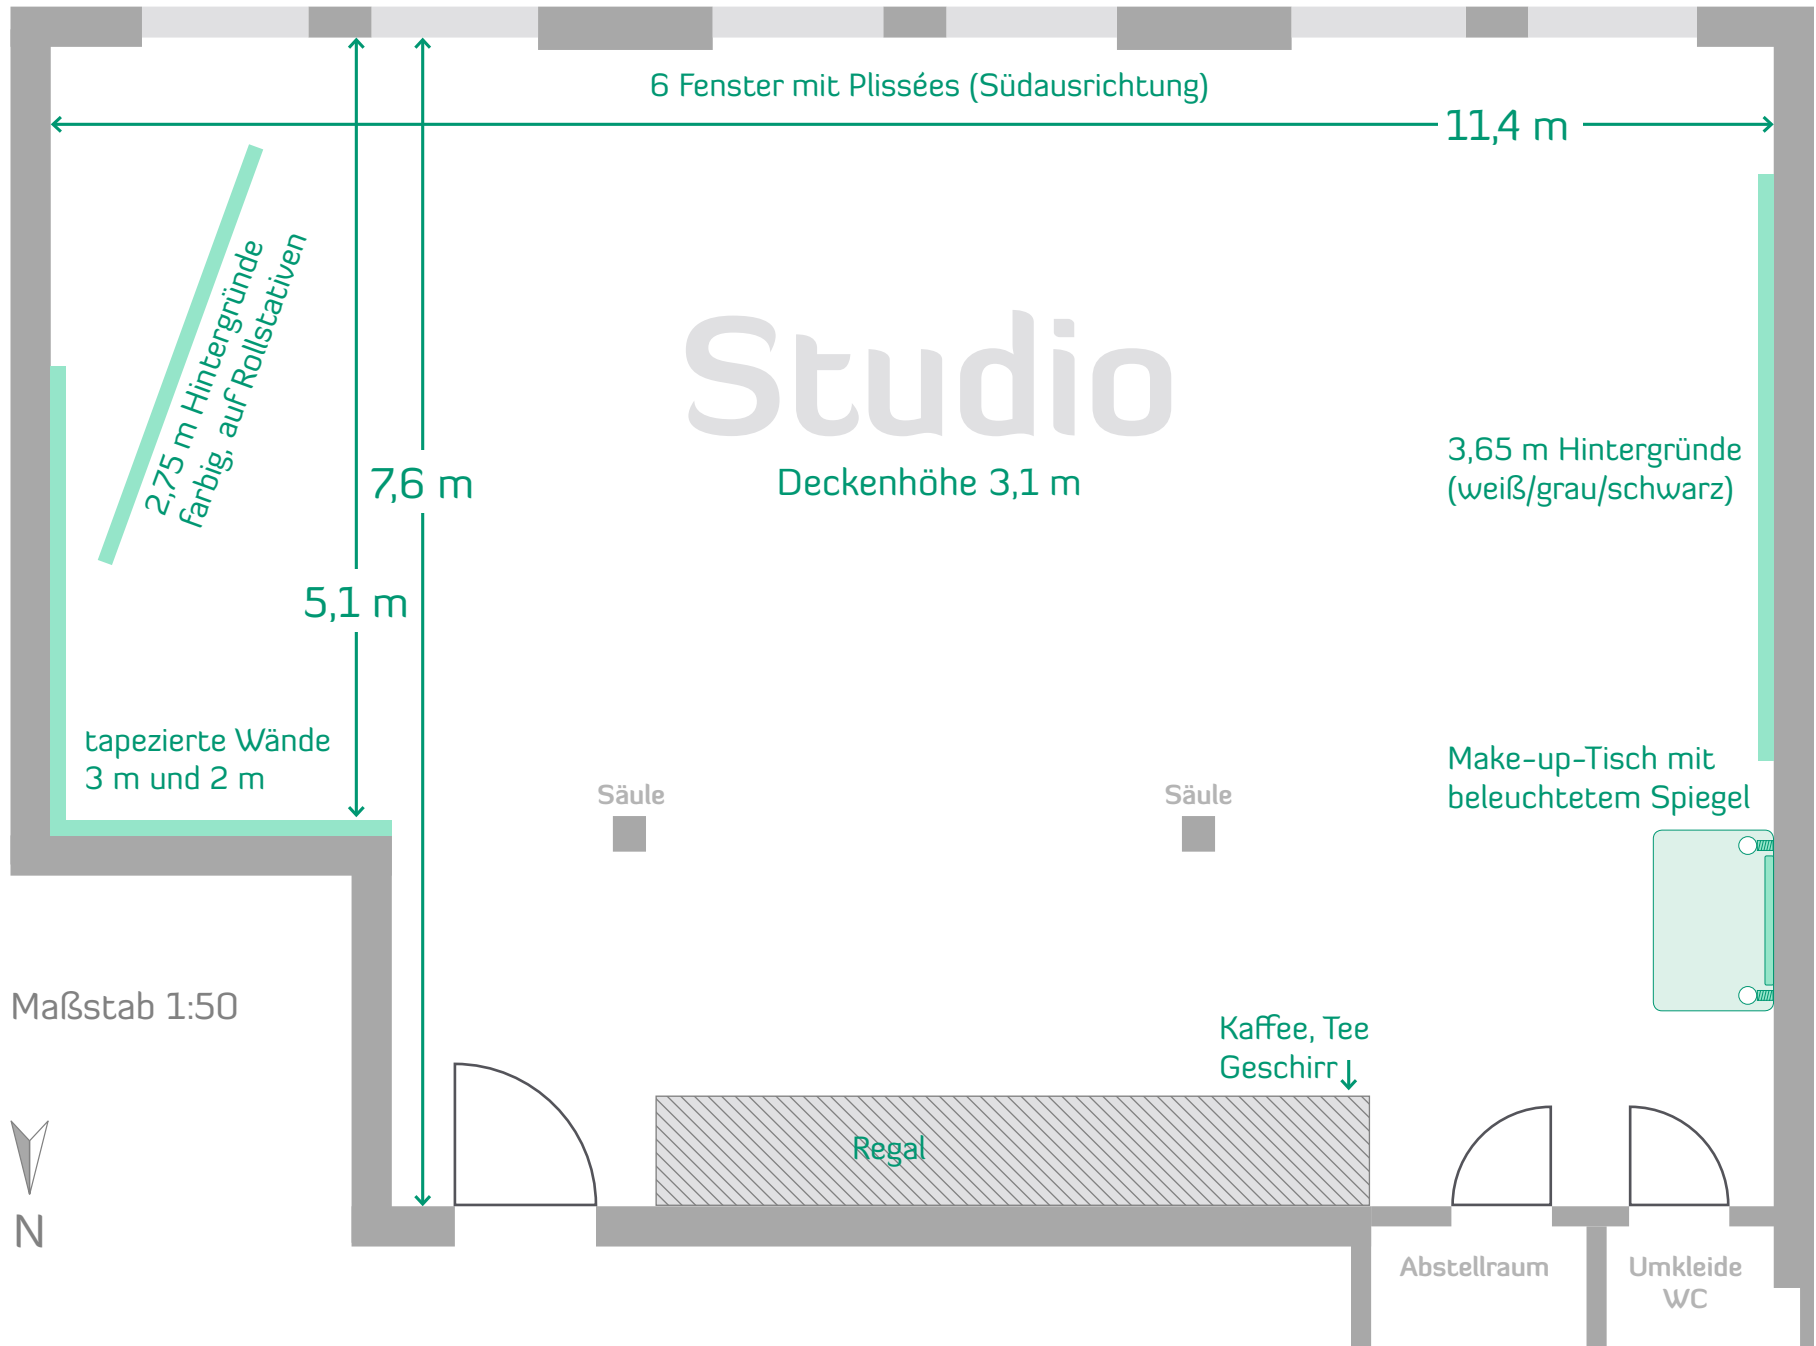 6 Fenster mit Plissées (Südausrichtung)
11,4 m
2,75 m Hintergründe
farbig, auf Rollstativen
Studio
Deckenhöhe 3,1 m
7,6 m
5,1 m
3,65 m Hintergründe
(weiß/grau/schwarz)
tapezierte Wände
3 m und 2 m
Säule
Säule
Make-up-Tisch mit
beleuchtetem Spiegel
Maßstab 1:50
Kaffee, Tee
Geschirr
Regal
N
Abstellraum
Umkleide
WC